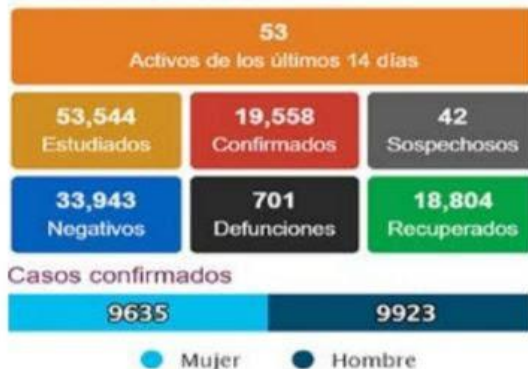 53
Activos de los últimos 14 días
53,544
Estudiados
19,558
Confirmados
42
Sospechosos
33,943
Negativos
701
Defunciones
18,804
Recuperados
Casos confirmados
9635
9923
Mujer
Hombre